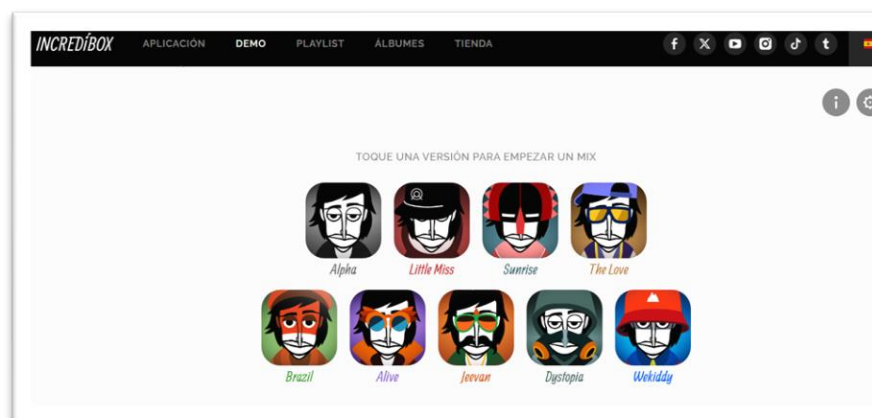 INCREDIBOX APLICACIÓN DEMO PLAYLIST ÁLBUMES TIENDA
TOQUE UNA VERSIÓN PARA EMPEZAR UN MIX
Alpha Little Miss Sunrise The Love
Brazil Alive Jeevan Dystopia Wekiddy